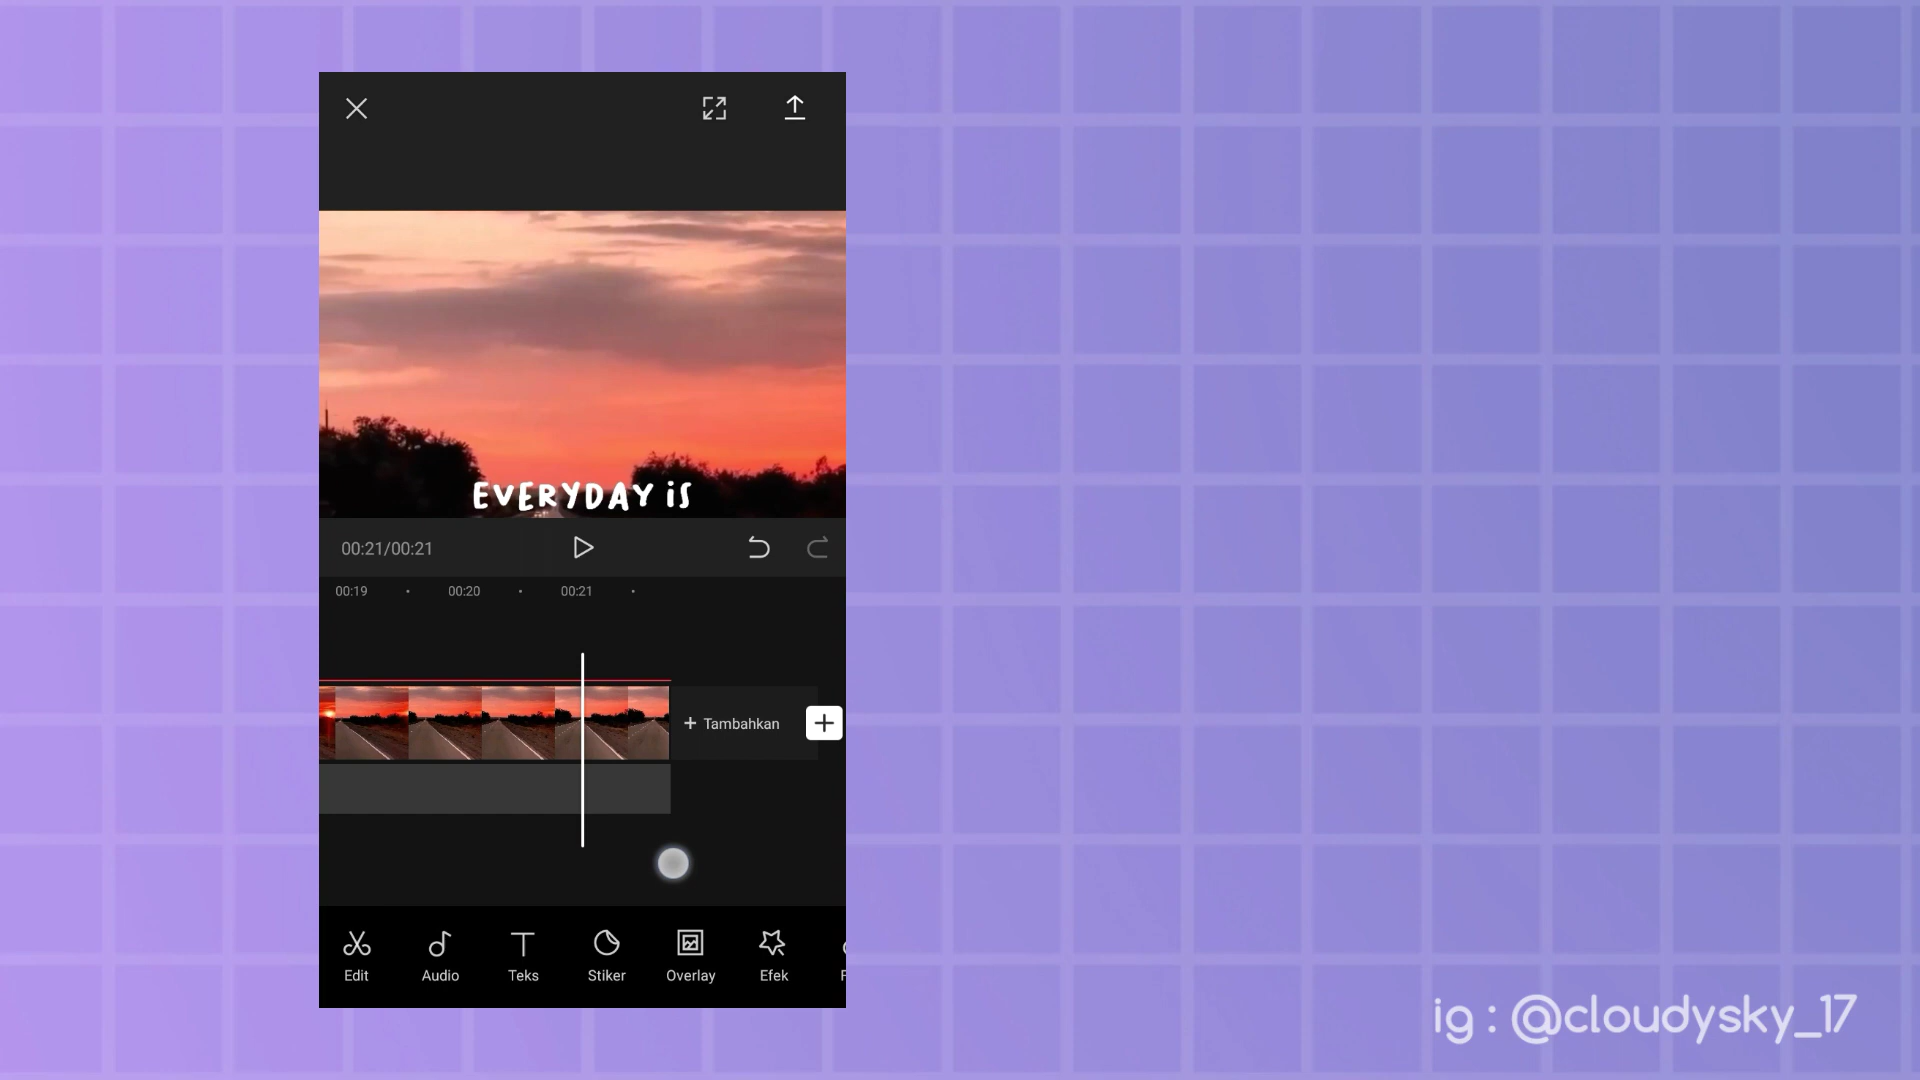 EVERYDAY iS
00:21/00:21
00:19
00:20
00:21
+ Tambahkan
Edit
Audio
Teks
Stiker
Overlay
Efek
ig : @cloudysky_17